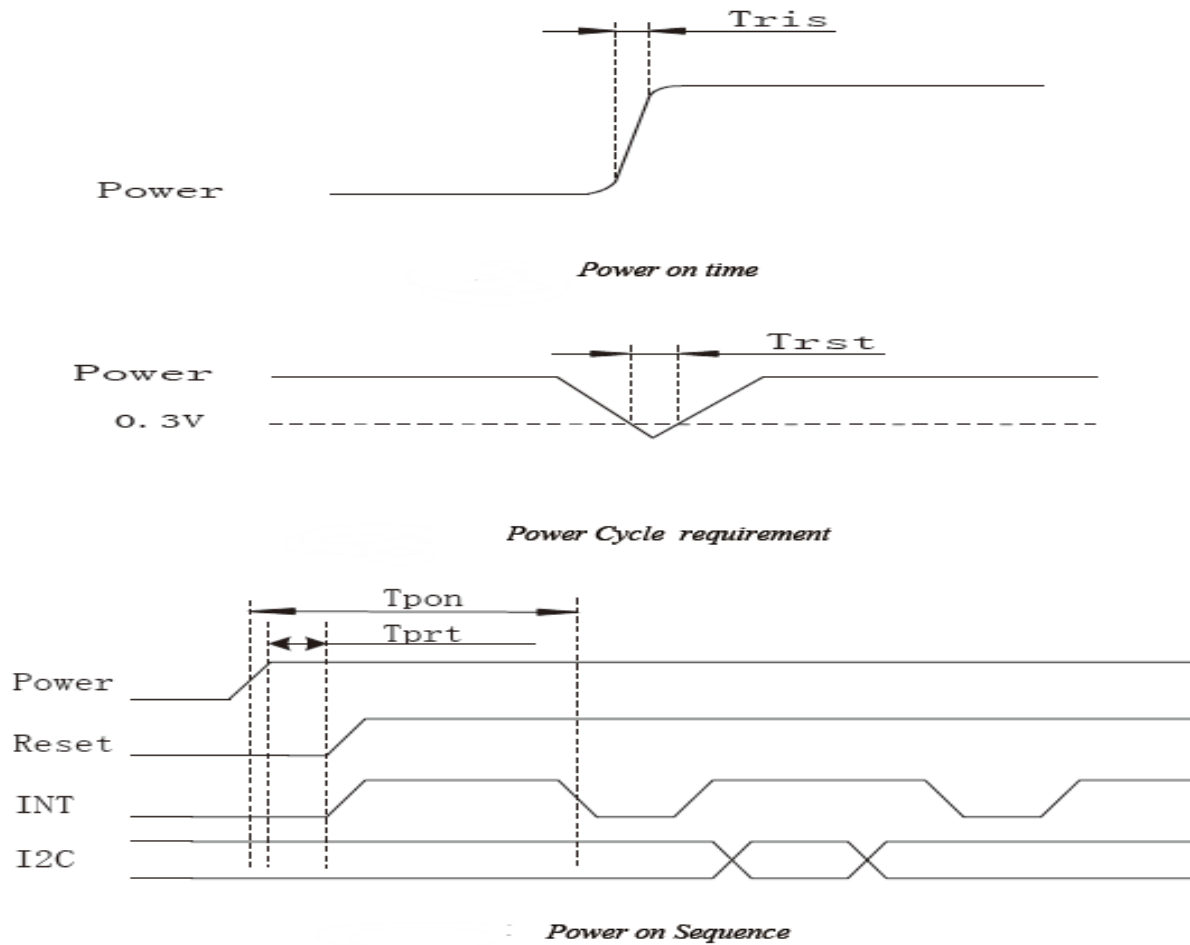 Tris
Power
Power on time
Trst
Power
0.3V
Power Cycle requirement
Tpon
Tprt
Power
Reset
INT
I2C
Power on Sequence